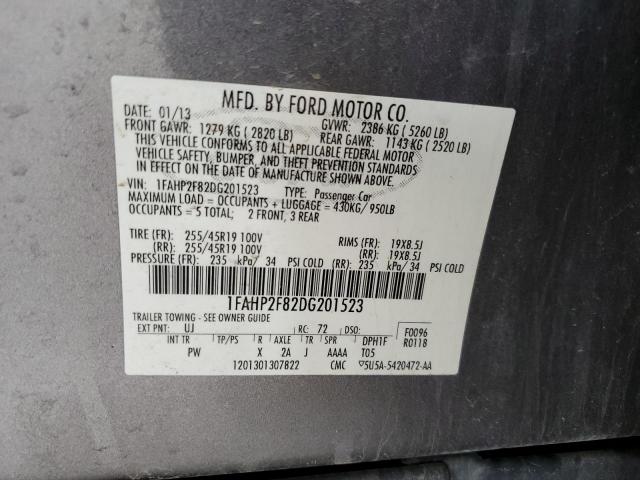 MFD. BY FORD MOTOR CO.
DATE: 01/13 GVWR: 2386 KG ( 5260 LB)
FRONT GAWR: 1279 KG ( 2820 LB) REAR GAWR: 1143 KG ( 2520 LB)
THIS VEHICLE CONFORMS TO ALL APPLICABLE FEDERAL MOTOR
VEHICLE SAFETY, BUMPER, AND THEFT PREVENTION STANDARDS
IN EFFECT ON THE DATE OF MANUFACTURE SHOWN ABOVE.
VIN: 1FAHP2F82DG201523 TYPE: Passenger Car
MAXIMUM LOAD = OCCUPANTS + LUGGAGE = 430KG/ 950LB
OCCUPANTS = 5 TOTAL; 2 FRONT, 3 REAR
TIRE (FR): 255/45R19 100V RIMS (FR): 19X8.5J
(RR): 255/45R19 100V (RR): 19X8.5J
PRESSURE (FR): 235 kPa/ 34 PSI COLD (RR): 235 kPa/ 34 PSI COLD
1FAHP2F82DG201523
TRAILER TOWING - SEE OWNER GUIDE
EXT PNT: UJ RC: 72 DSO: F0096
INT TR TP/PS R AXLE TR SPR DPH1F R0118
PW X 2A J AAAA T05
1201301307822 CMC 5U5A-5420472-AA